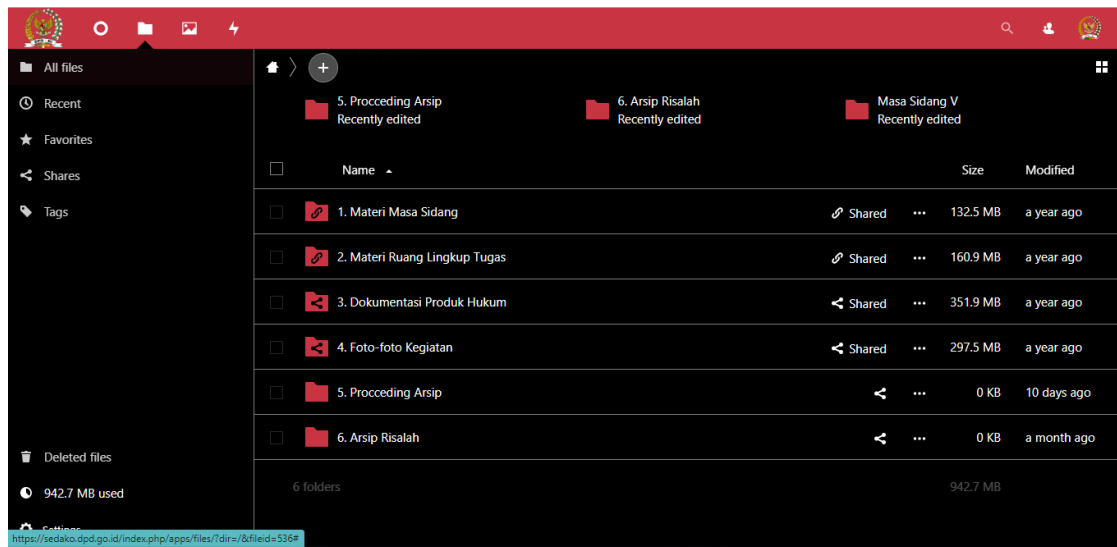 All files
Recent
Favorites
Shares
Tags
Deleted files
942.7 MB used
Settings
https://sedako.dpd.go.id/index.php/apps/files/?dir=/&fileid=536#
5. Procceding Arsip
Recently edited
6. Arsip Risalah
Recently edited
Masa Sidang V
Recently edited
Name Size Modified
1. Materi Masa Sidang Shared ... 132.5 MB a year ago
2. Materi Ruang Lingkup Tugas Shared ... 160.9 MB a year ago
3. Dokumentasi Produk Hukum Shared ... 351.9 MB a year ago
4. Foto-foto Kegiatan Shared ... 297.5 MB a year ago
5. Procceding Arsip ... 0 KB 10 days ago
6. Arsip Risalah ... 0 KB a month ago
6 folders 942.7 MB